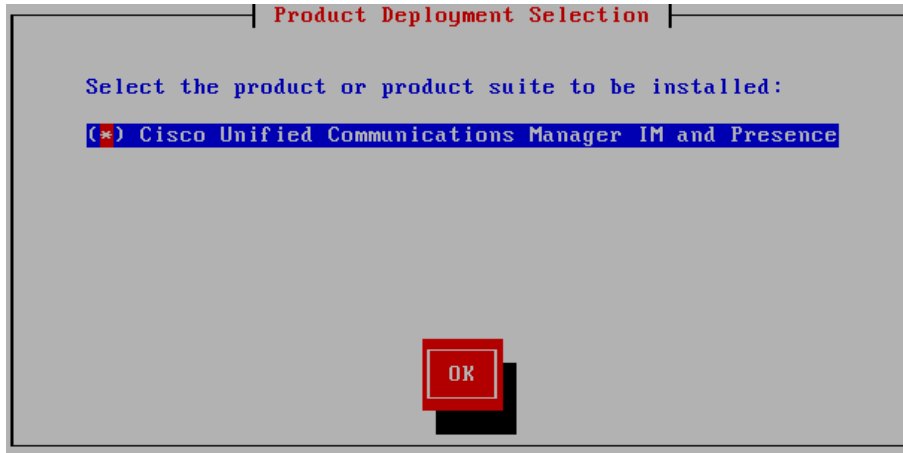 Product Deployment Selection
Select the product or product suite to be installed:
(*) Cisco Unified Communications Manager IM and Presence
OK